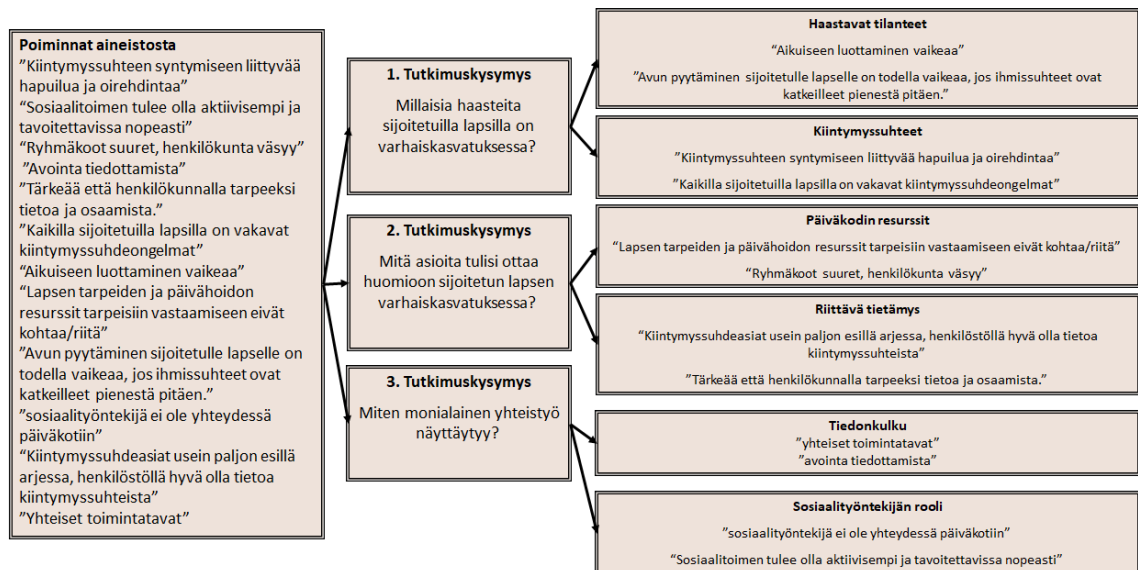 Poiminnat aineistosta
”Kiintymyssuhteen syntymiseen liittyvää
hapuilua ja oirehdintaa”
“Sosiaalitoimen tulee olla aktiivisempi ja
tavoitettavissa nopeasti”
“Ryhmäkoot suuret, henkilökunta väsyy”
”Avointa tiedottamista”
”Tärkeää että henkilökunnalla tarpeeksi
tietoa ja osaamista.”
”Kaikilla sijoitetuilla lapsilla on vakavat
kiintymyssuhdeongelmat”
“Aikuiseen luottaminen vaikeaa”
“Lapsen tarpeiden ja päivähoidon
resurssit tarpeisiin vastaamiseen eivät
kohtaa/riitä”
”Avun pyytäminen sijoitetulle lapselle on
todella vaikeaa, jos ihmissuhteet ovat
katkeilleet pienestä pitäen.”
”sosiaalityöntekijä ei ole yhteydessä
päiväkotiin”
“Kiintymyssuhdeasiat usein paljon esillä
arjessa, henkilöstöllä hyvä olla tietoa
kiintymyssuhteista”
”Yhteiset toimintatavat”
1. Tutkimuskysymys
Millaisia haasteita
sijoitetuilla lapsilla on
varhaiskasvatuksessa?
2. Tutkimuskysymys
Mitä asioita tulisi ottaa
huomioon sijoitetun lapsen
varhaiskasvatuksessa?
3. Tutkimuskysymys
Miten monialainen yhteistyö
näyttäytyy?
Haastavat tilanteet
“Aikuiseen luottaminen vaikeaa”
”Avun pyytäminen sijoitetulle lapselle on todella vaikeaa, jos ihmissuhteet ovat
katkeilleet pienestä pitäen.”
Kiintymyssuhteet
”Kiintymyssuhteen syntymiseen liittyvää hapuilua ja oirehdintaa”
”Kaikilla sijoitetuilla lapsilla on vakavat kiintymyssuhdeongelmat”
Päiväkodin resurssit
“Lapsen tarpeiden ja päivähoidon resurssit tarpeisiin vastaamiseen eivät kohtaa/riitä”
“Ryhmäkoot suuret, henkilökunta väsyy”
Riittävä tietämys
“Kiintymyssuhdeasiat usein paljon esillä arjessa, henkilöstöllä hyvä olla tietoa
kiintymyssuhteista”
”Tärkeää että henkilökunnalla tarpeeksi tietoa ja osaamista.”
Tiedonkulku
”yhteiset toimintatavat”
”avointa tiedottamista”
Sosiaalityöntekijän rooli
”sosiaalityöntekijä ei ole yhteydessä päiväkotiin”
“Sosiaalitoimen tulee olla aktiivisempi ja tavoitettavissa nopeasti”